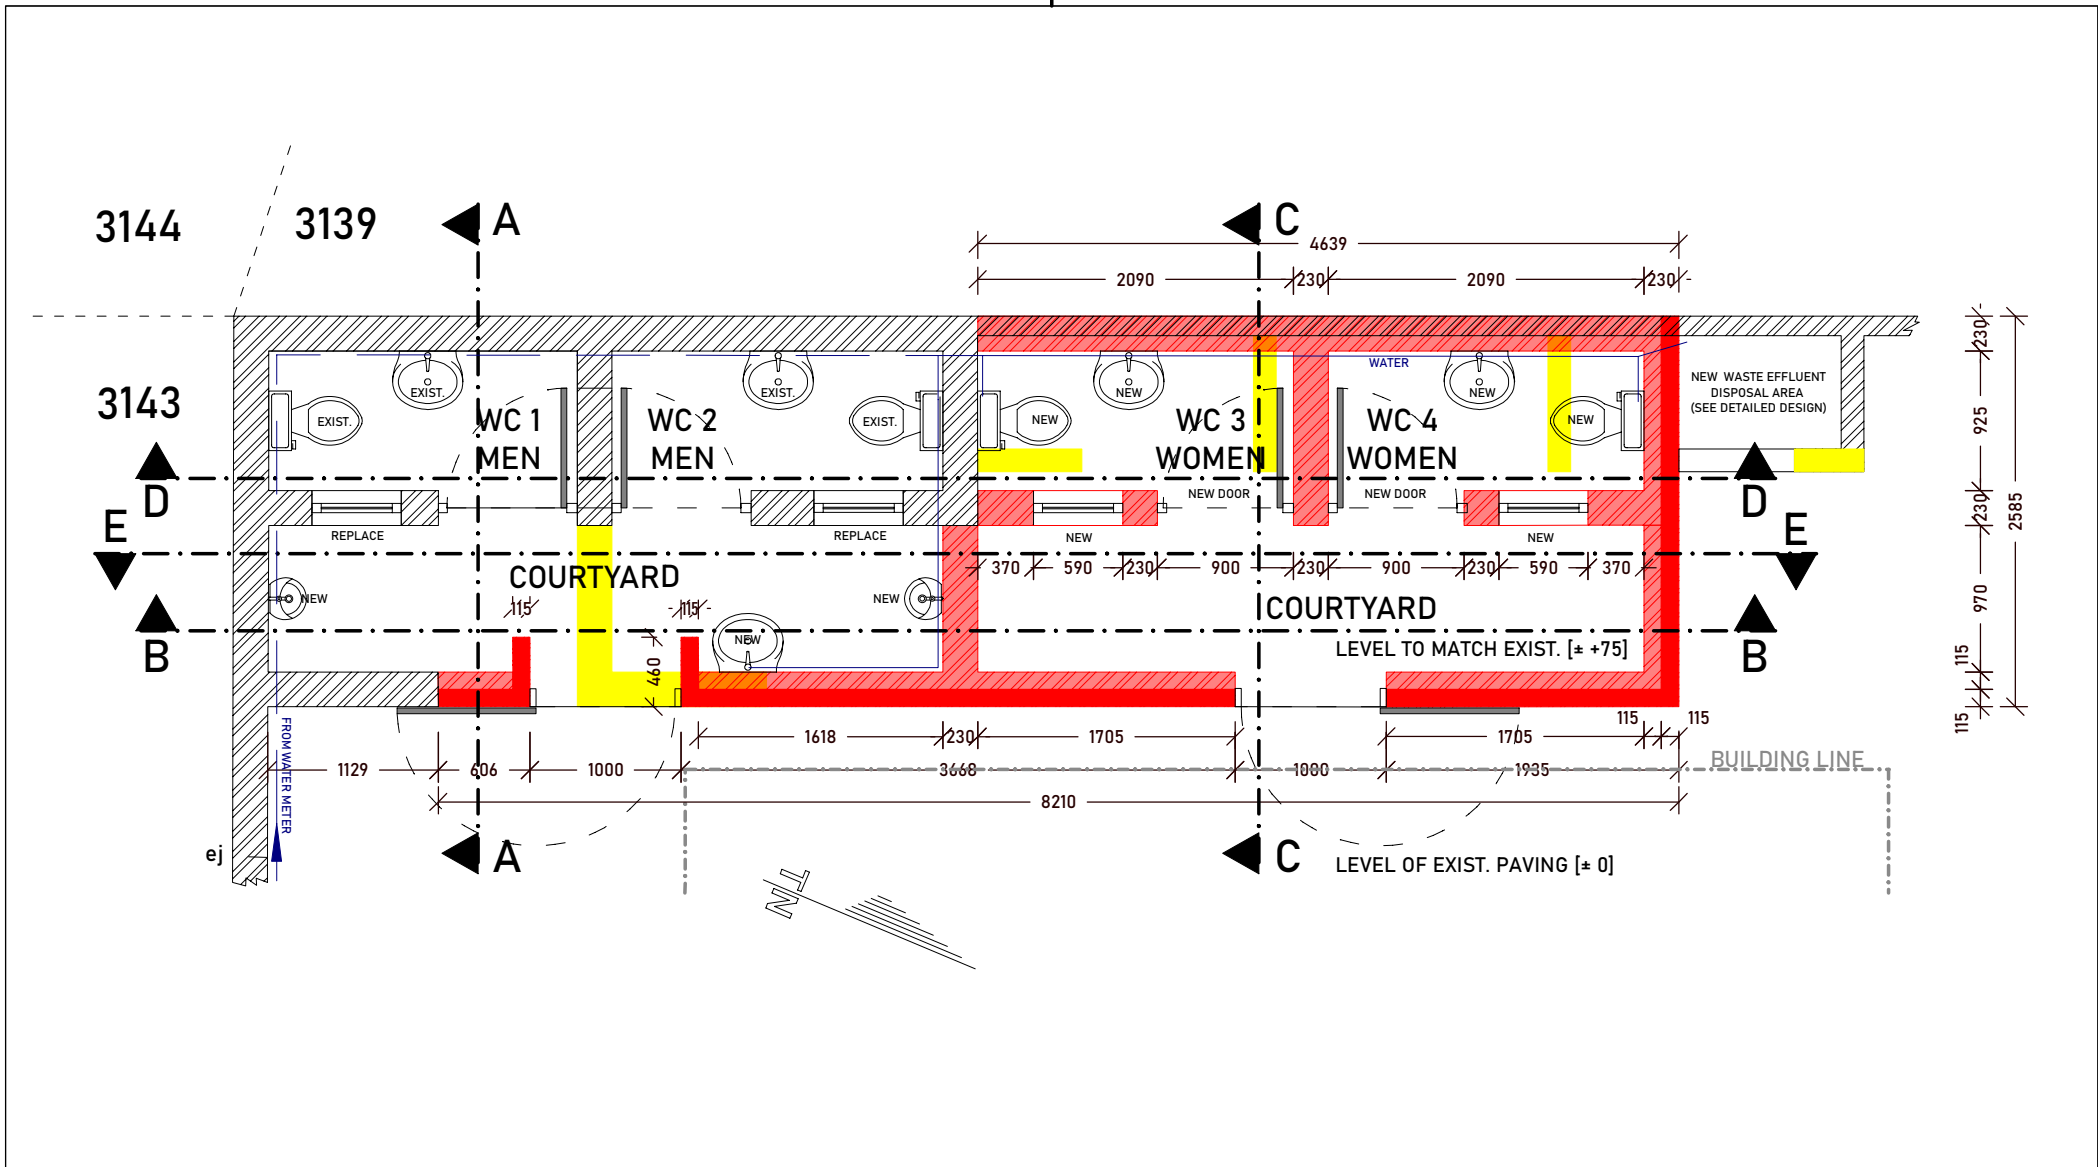 3144
3139
A
C
4639
2090
230
2090
230
WATER
EXIST.
EXIST.
NEW
NEW
3143
EXIST.
EXIST.
NEW
NEW
WC 1
MEN
WC 2
MEN
WC 3
WOMEN
WC 4
WOMEN
NEW WASTE EFFLUENT
DISPOSAL AREA
(SEE DETAILED DESIGN)
230
925
230
2585
970
115
115
D
D
NEW DOOR
NEW DOOR
E
E
REPLACE
REPLACE
NEW
NEW
370
590
230
900
230
900
230
590
370
COURTYARD
COURTYARD
NEW
NEW
115
115
NEW
460
B
B
LEVEL TO MATCH EXIST. [± +75]
FROM WATER METER
1618
230
1705
1705
115
115
1129
606
1000
3668
1000
1935
BUILDING LINE
8210
ej
A
C
LEVEL OF EXIST. PAVING [± 0]
N.T